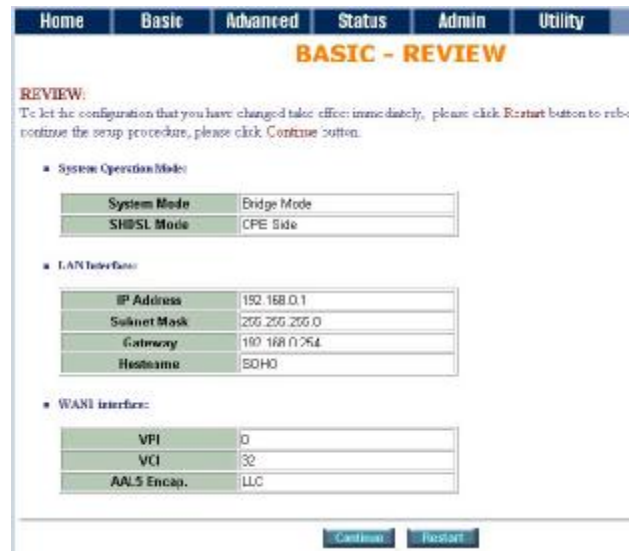 Home Basic Advanced Status Admin Utility
BASIC - REVIEW
REVIEW:
To let the configuration that you have changed take effect immediately, please click Restart button to rebo
continue the setup procedure, please click Continue button.
System Operation Mode:
System Mode Bridge Mode
SHDSL Mode CPE Side
LAN Interface:
IP Address 192.168.0.1
Subnet Mask 255.255.255.0
Gateway 192.168.0.254
Hostname SOHO
WAN1 interface:
VPI 0
VCI 32
AAL5 Encap. LLC
Continue Restart